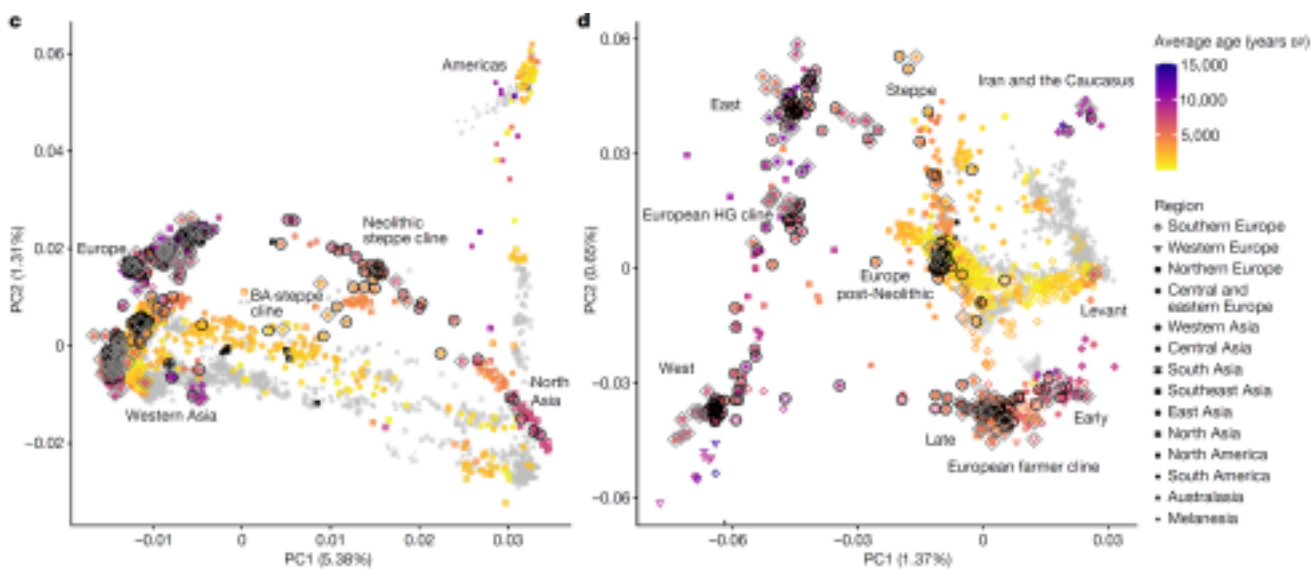 c
0.06
0.04
0.02
0
−0.02
PC2 (1.31%)
Americas
Neolithic
steppe cline
Europe
BA steppe
cline
Western Asia
North
Asia
−0.01
0
0.01
0.02
0.03
PC1 (5.38%)
d
0.06
0.03
0
−0.03
−0.06
PC2 (0.65%)
East
Steppe
Iran and the Caucasus
European HG cline
Europe
post-Neolithic
Levant
West
Late
Early
European farmer cline
−0.06
−0.03
0
0.03
PC1 (1.37%)
Average age (years BP)
15,000
10,000
5,000
Region
Southern Europe
Western Europe
Northern Europe
Central and
eastern Europe
Western Asia
Central Asia
South Asia
Southeast Asia
East Asia
North Asia
North America
South America
Australasia
Melanesia